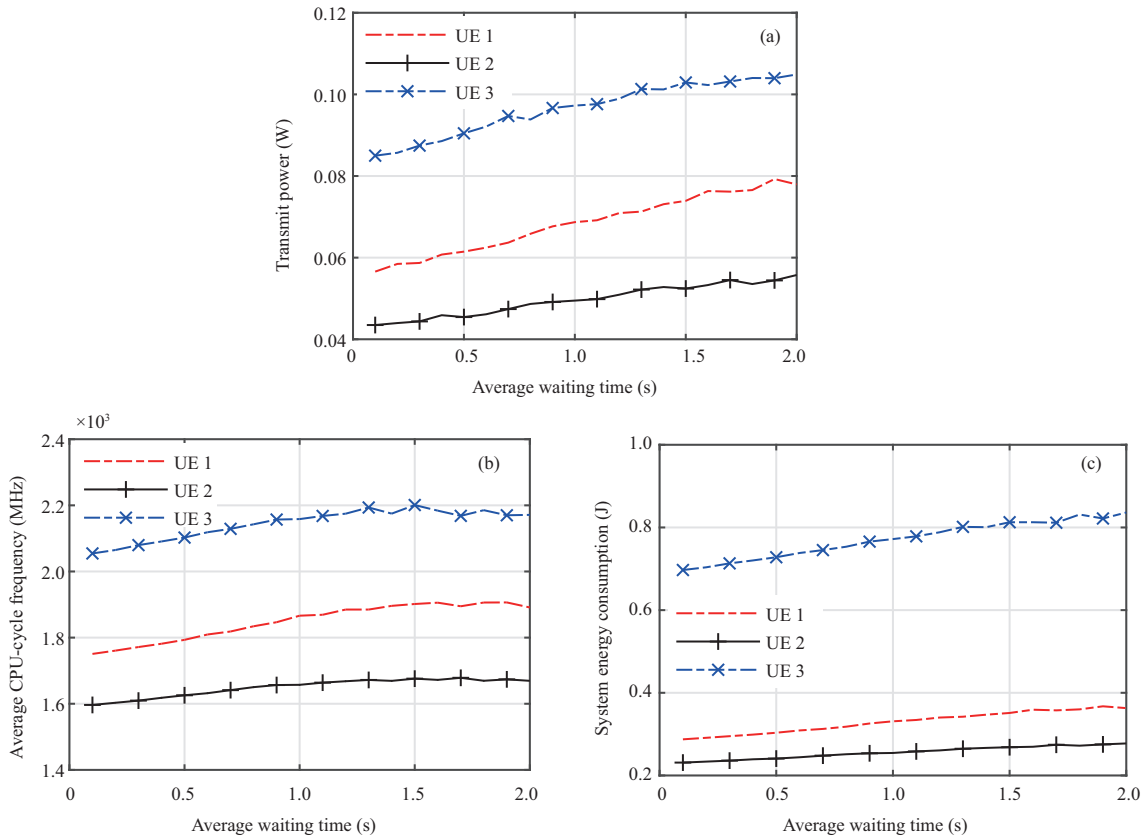 0.12
UE 1
(a)
UE 2
UE 3
0.10
0.08
0.06
0.04
Transmit power (W)
0
0.5
1.0
1.5
2.0
Average waiting time (s)
×10³
2.4
UE 1
(b)
UE 2
UE 3
2.2
2.0
1.8
1.6
1.4
Average CPU-cycle frequency (MHz)
0
0.5
1.0
1.5
2.0
Average waiting time (s)
1.0
(c)
0.8
0.6
UE 1
UE 2
UE 3
0.4
0.2
System energy consumption (J)
0
0.5
1.0
1.5
2.0
Average waiting time (s)